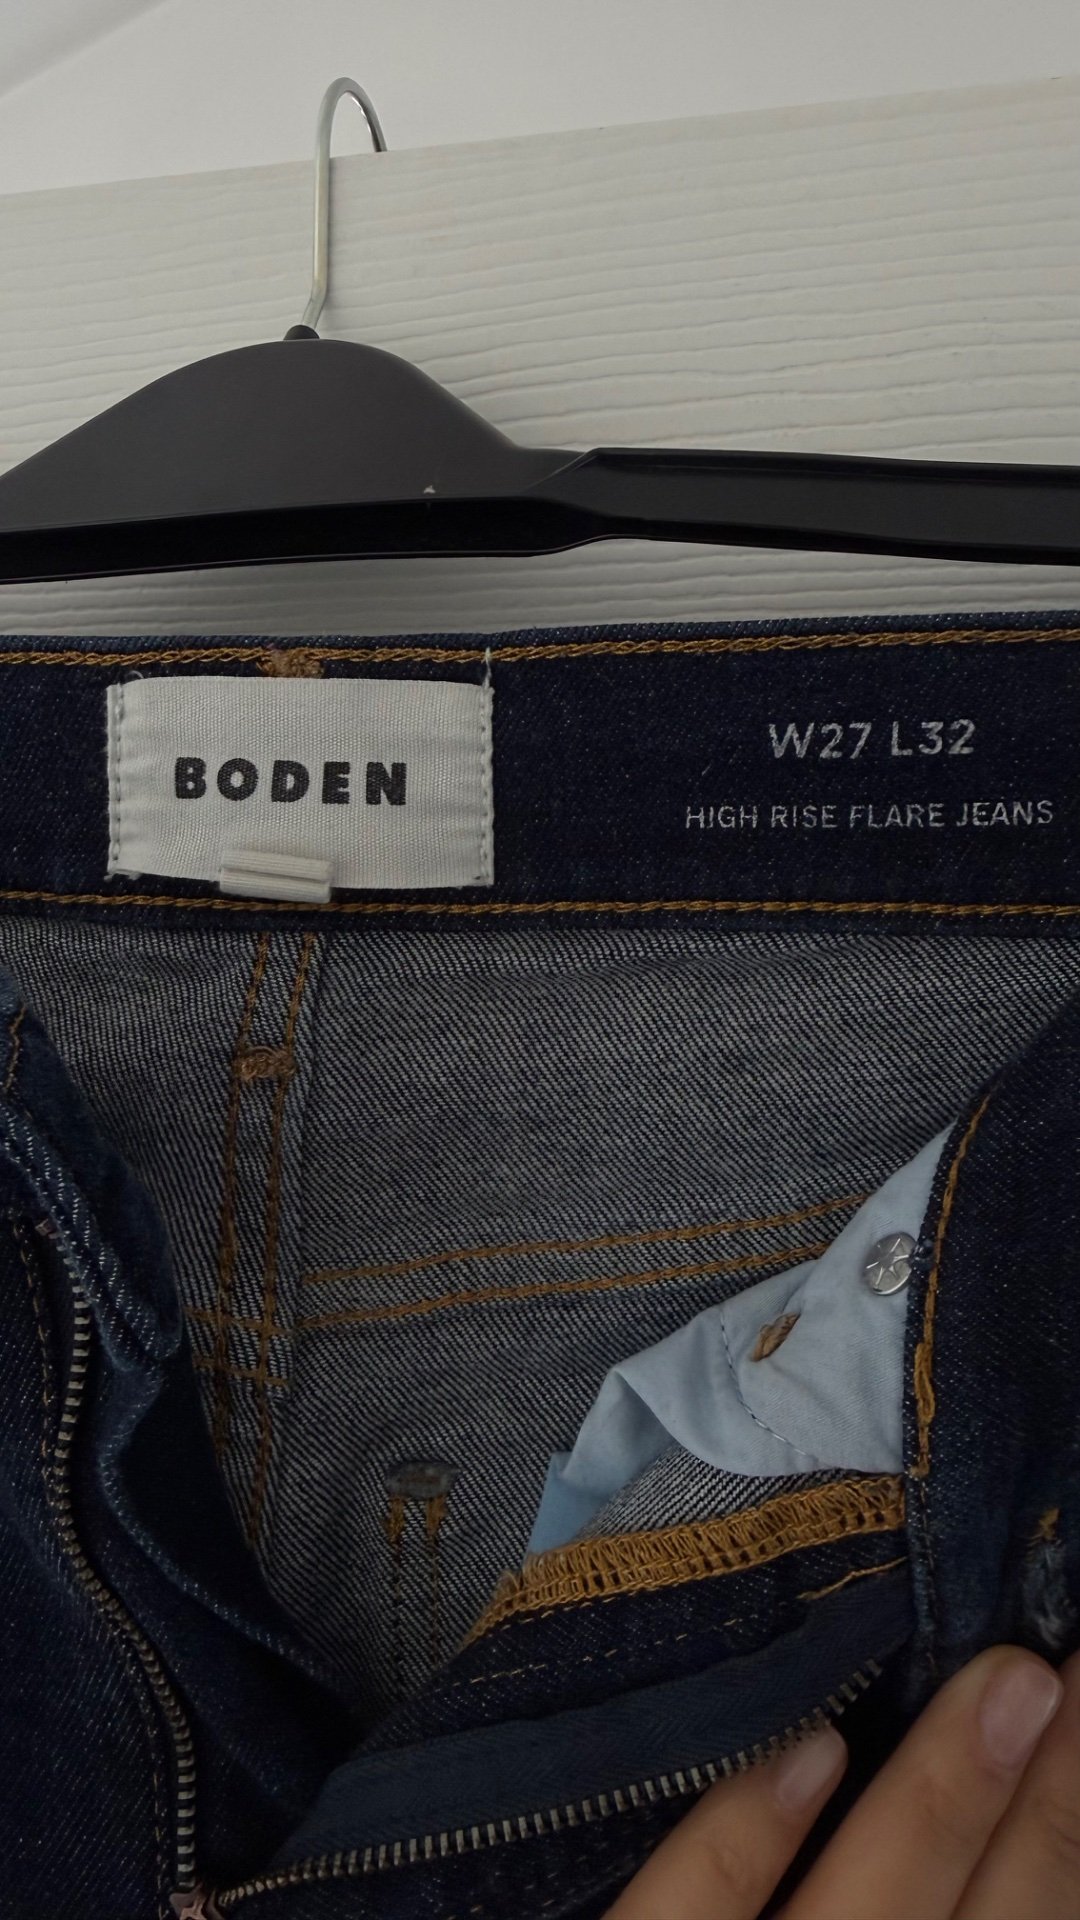 BODEN
W27 L32
HIGH RISE FLARE JEANS